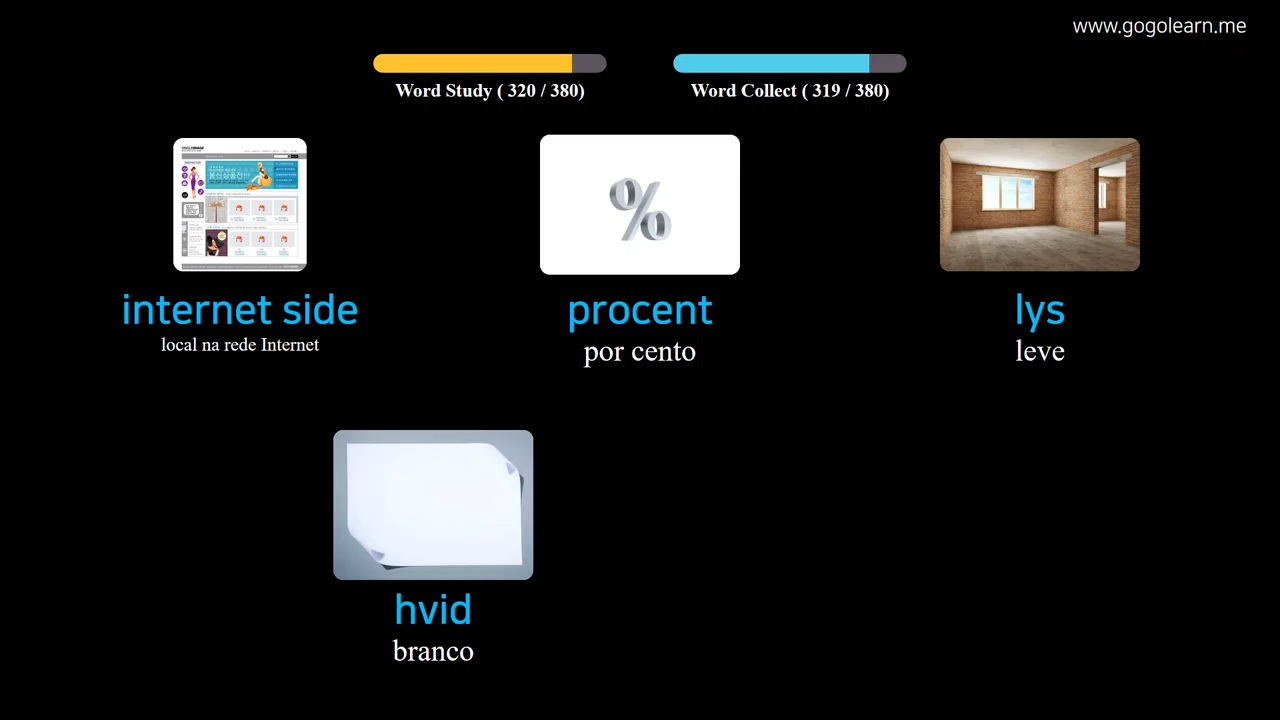 www.gogolearn.me
Word Study ( 320 / 380)
Word Collect ( 319 / 380)
%
internet side
local na rede Internet
procent
por cento
lys
leve
hvid
branco